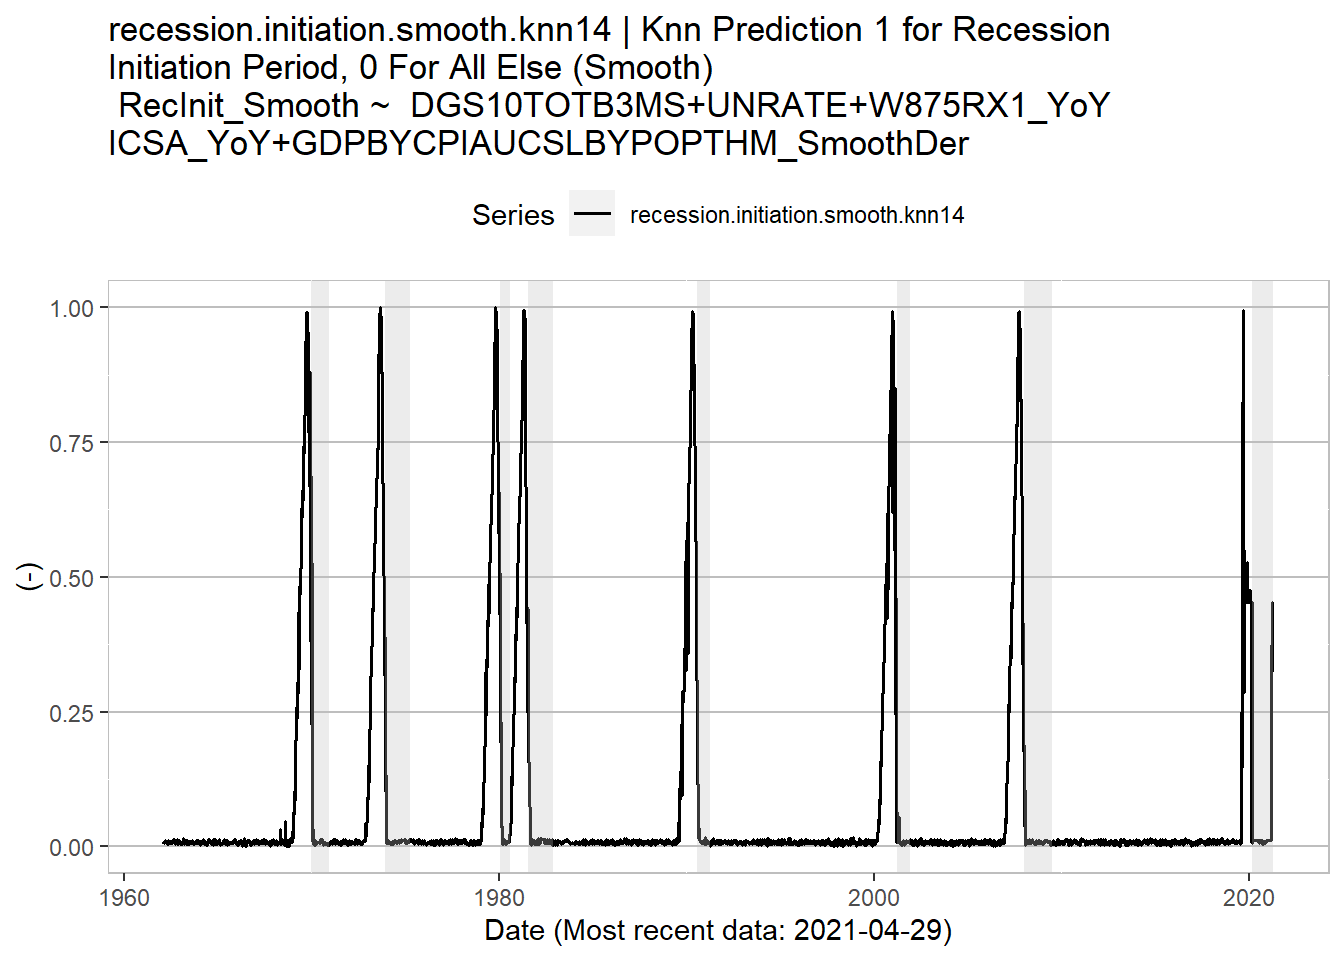 recession.initiation.smooth.knn14 | Knn Prediction 1 for Recession
Initiation Period, 0 For All Else (Smooth)
RecInit_Smooth ~ DGS10TOTB3MS+UNRATE+W875RX1_YoY
ICSA_YoY+GDPBYCPIAUCSLBYPOPTHM_SmoothDer
Series recession.initiation.smooth.knn14
1.00
0.75
0.50
0.25
0.00
(-)
1960 1980 2000 2020
Date (Most recent data: 2021-04-29)